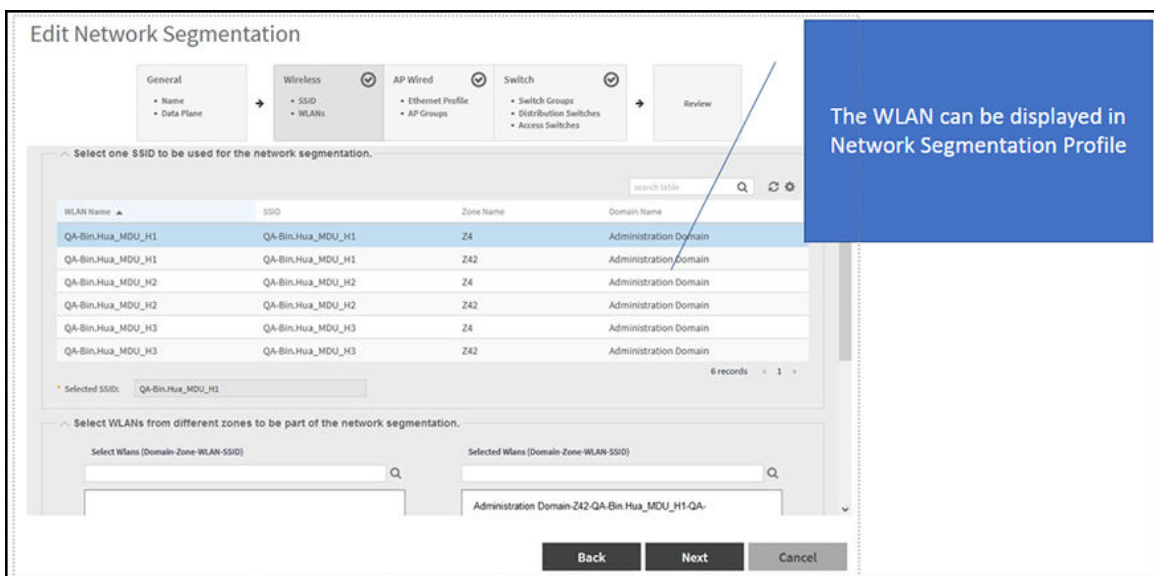 Edit Network Segmentation
General
• Name
• Data Plane
Wireless
• SSID
• WLANs
AP Wired
• Ethernet Profile
• AP Groups
Switch
• Switch Groups
• Distribution Switches
• Access Switches
Review
The WLAN can be displayed in
Network Segmentation Profile
Select one SSID to be used for the network segmentation.
search table
WLAN Name SSID Zone Name Domain Name
QA-Bin.Hua_MDU_H1 QA-Bin.Hua_MDU_H1 Z4 Administration Domain
QA-Bin.Hua_MDU_H1 QA-Bin.Hua_MDU_H1 Z42 Administration Domain
QA-Bin.Hua_MDU_H2 QA-Bin.Hua_MDU_H2 Z4 Administration Domain
QA-Bin.Hua_MDU_H2 QA-Bin.Hua_MDU_H2 Z42 Administration Domain
QA-Bin.Hua_MDU_H3 QA-Bin.Hua_MDU_H3 Z4 Administration Domain
QA-Bin.Hua_MDU_H3 QA-Bin.Hua_MDU_H3 Z42 Administration Domain
6 records 1
* Selected SSID: QA-Bin.Hua_MDU_H1
Select WLANs from different zones to be part of the network segmentation.
Select Wlans (Domain-Zone-WLAN-SSID) Selected Wlans (Domain-Zone-WLAN-SSID)
Administration Domain-Z42-QA-Bin.Hua_MDU_H1-QA-
Back Next Cancel